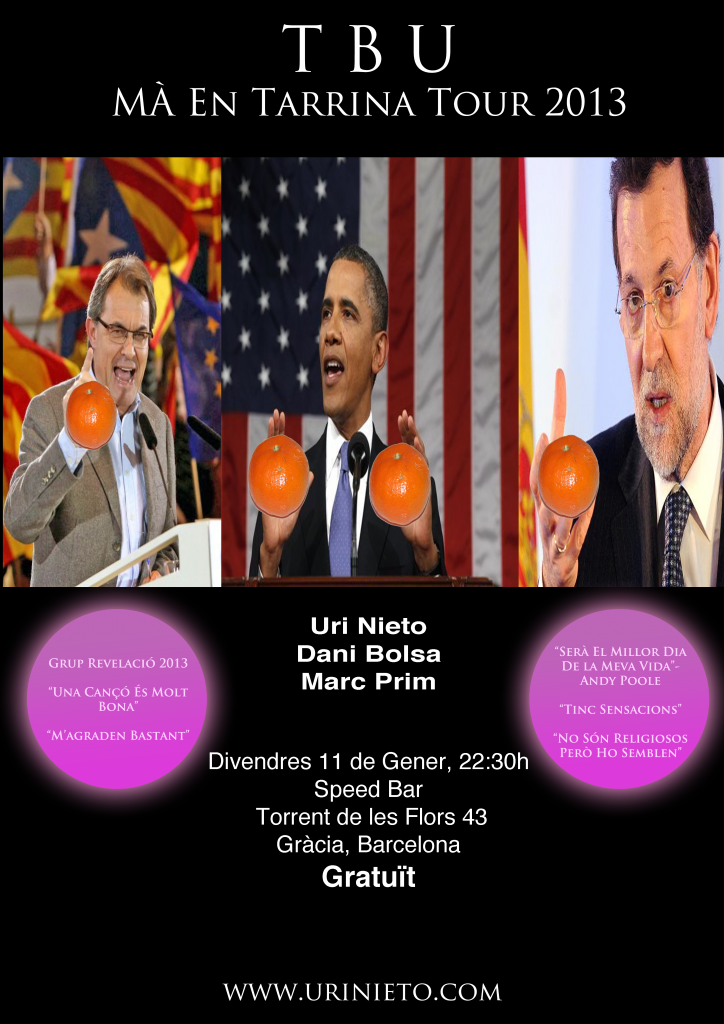 T B U
Mà En Tarrina Tour 2013
Grup Revelació 2013
“Una Cançó És Molt
Bona”
“M’agraden Bastant”
Uri Nieto
Dani Bolsa
Marc Prim
“Serà El Millor Dia
De la Meva Vida”-
Andy Poole
“Tinc Sensacions”
“No Són Religiosos
Però Ho Semblen”
Divendres 11 de Gener, 22:30h
Speed Bar
Torrent de les Flors 43
Gràcia, Barcelona
Gratuït
www.urinieto.com